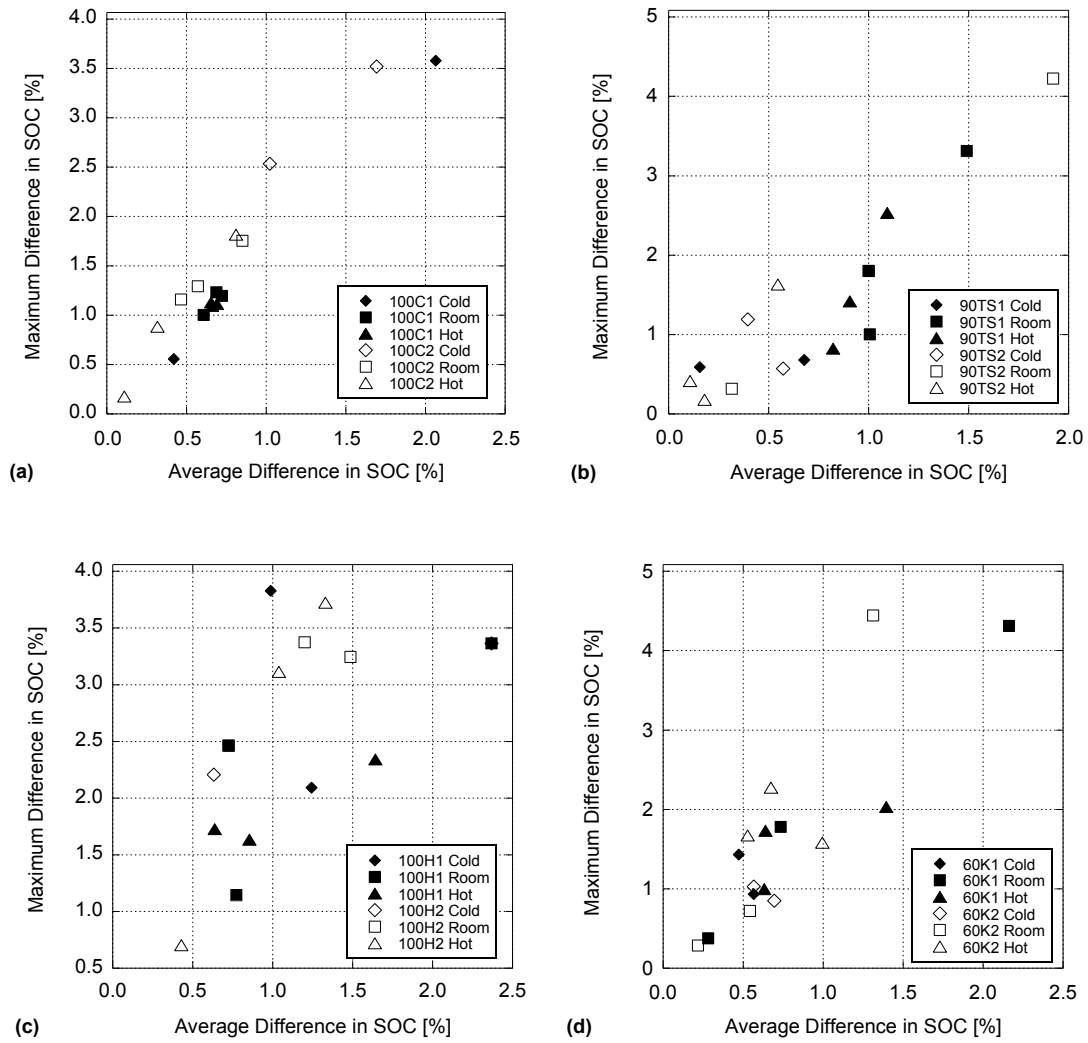 4.0
3.5
3.0
2.5
2.0
1.5
1.0
0.5
0.0
Maximum Difference in SOC [%]
100C1 Cold
100C1 Room
100C1 Hot
100C2 Cold
100C2 Room
100C2 Hot
0.0 0.5 1.0 1.5 2.0 2.5
(a) Average Difference in SOC [%]
5
4
3
2
1
0
Maximum Difference in SOC [%]
90TS1 Cold
90TS1 Room
90TS1 Hot
90TS2 Cold
90TS2 Room
90TS2 Hot
0.0 0.5 1.0 1.5 2.0
(b) Average Difference in SOC [%]
4.0
3.5
3.0
2.5
2.0
1.5
1.0
0.5
Maximum Difference in SOC [%]
100H1 Cold
100H1 Room
100H1 Hot
100H2 Cold
100H2 Room
100H2 Hot
0.0 0.5 1.0 1.5 2.0 2.5
(c) Average Difference in SOC [%]
5
4
3
2
1
0
Maximum Difference in SOC [%]
60K1 Cold
60K1 Room
60K1 Hot
60K2 Cold
60K2 Room
60K2 Hot
0.0 0.5 1.0 1.5 2.0 2.5
(d) Average Difference in SOC [%]